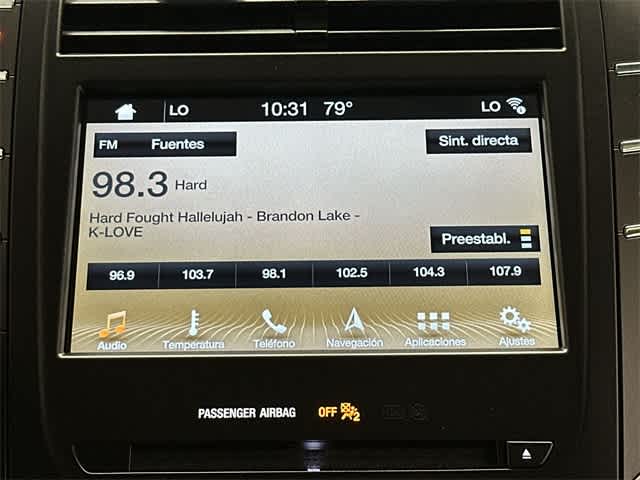 LO 10:31 79° LO
FM Fuentes Sint. directa
98.3 Hard
Hard Fought Hallelujah - Brandon Lake -
K-LOVE
Preestabl.
96.9 103.7 98.1 102.5 104.3 107.9
Audio Temperatura Teléfono Navegación Aplicaciones Ajustes
PASSENGER AIRBAG OFF 2